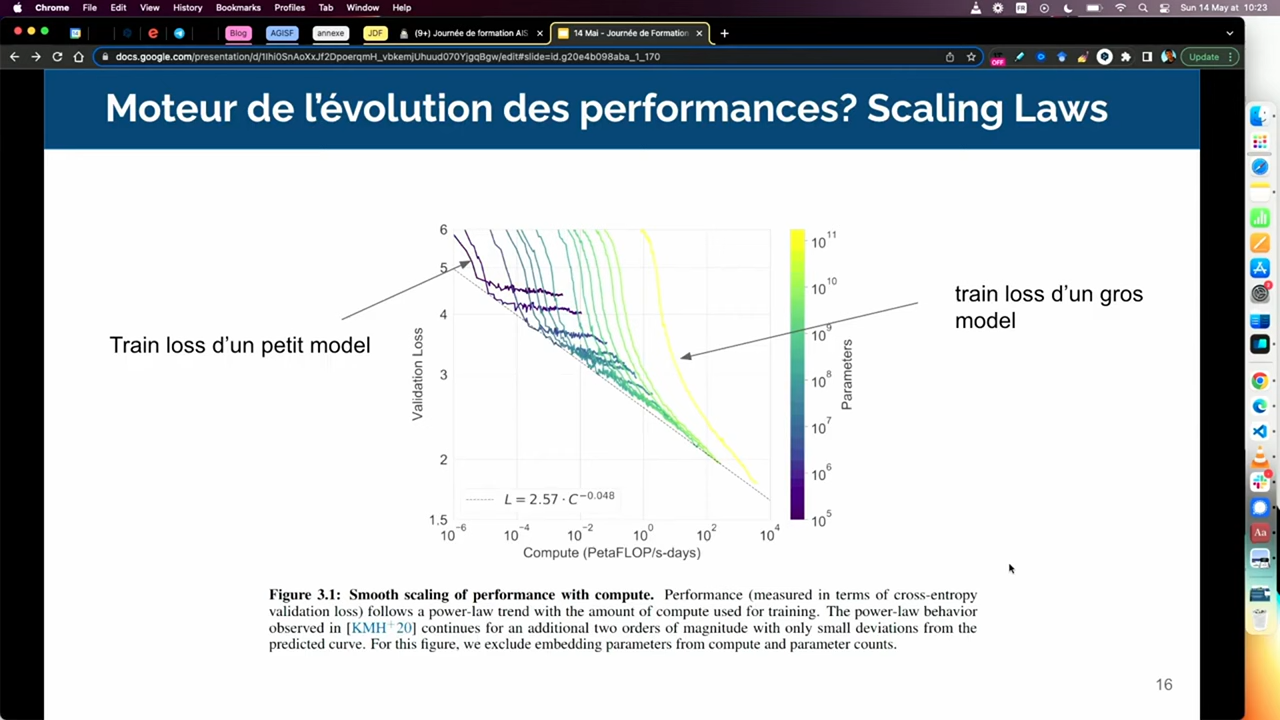 Chrome File Edit View History Bookmarks Profiles Tab Window Help FR Sun 14 May at 10:23
Blog AGISF annexe JDF (9+) Journée de formation AIS 14 Mai - Journée de Formation
docs.google.com/presentation/d/1Ihl0SnAoXxJf2DpoerqmH_vbkemjUhuud070YjgqBgw/edit#slide=id.g20e4b098aba_1_170 OFF Update
Moteur de l'évolution des performances? Scaling Laws
6
5
4
3
2
1.5
Validation Loss
10⁻⁶ 10⁻⁴ 10⁻² 10⁰ 10² 10⁴
Compute (PetaFLOP/s-days)
L = 2.57 · C⁻⁰·⁰⁴⁸
10¹¹
10¹⁰
10⁹
10⁸
10⁷
10⁶
10⁵
Parameters
Train loss d'un petit model
train loss d'un gros
model
Figure 3.1: Smooth scaling of performance with compute. Performance (measured in terms of cross-entropy
validation loss) follows a power-law trend with the amount of compute used for training. The power-law behavior
observed in [KMH⁺20] continues for an additional two orders of magnitude with only small deviations from the
predicted curve. For this figure, we exclude embedding parameters from compute and parameter counts.
16
Aa